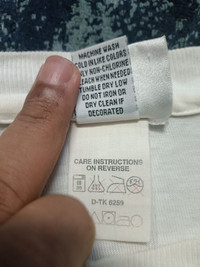 MACHINE WASH
COLD IN LIKE COLORS
ONLY NON-CHLORINE
BLEACH WHEN NEEDED
TUMBLE DRY LOW
DO NOT IRON OR
DRY CLEAN IF
DECORATED
CARE INSTRUCTIONS
ON REVERSE
D-TK 6255